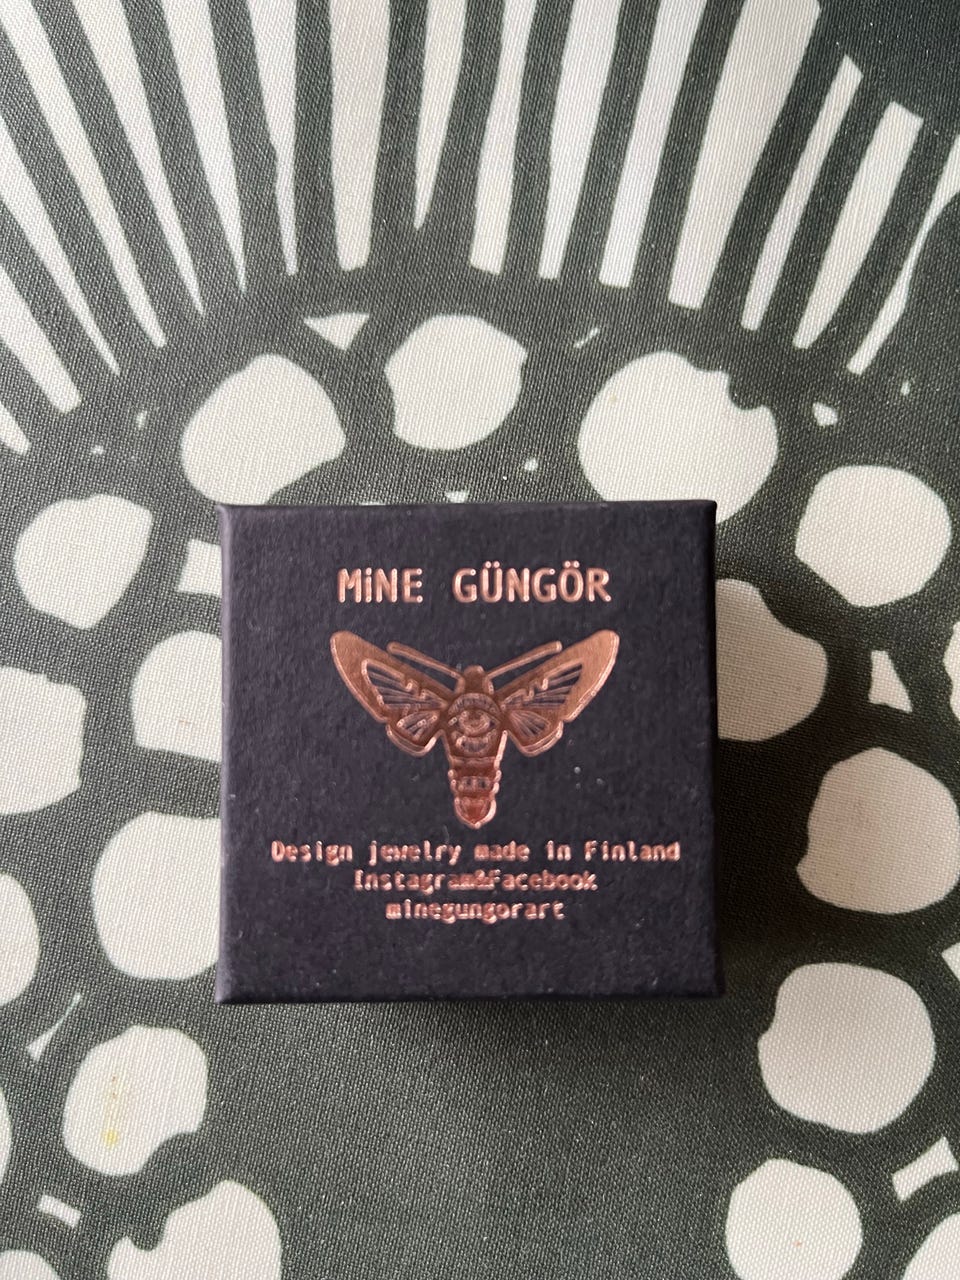 MiNE GÜNGÖR
Design jewelry made in Finland
Instagram&Facebook
minegungorart